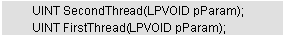 UINT SecondThread(LPVOID pParam);
UINT FirstThread(LPVOID pParam);